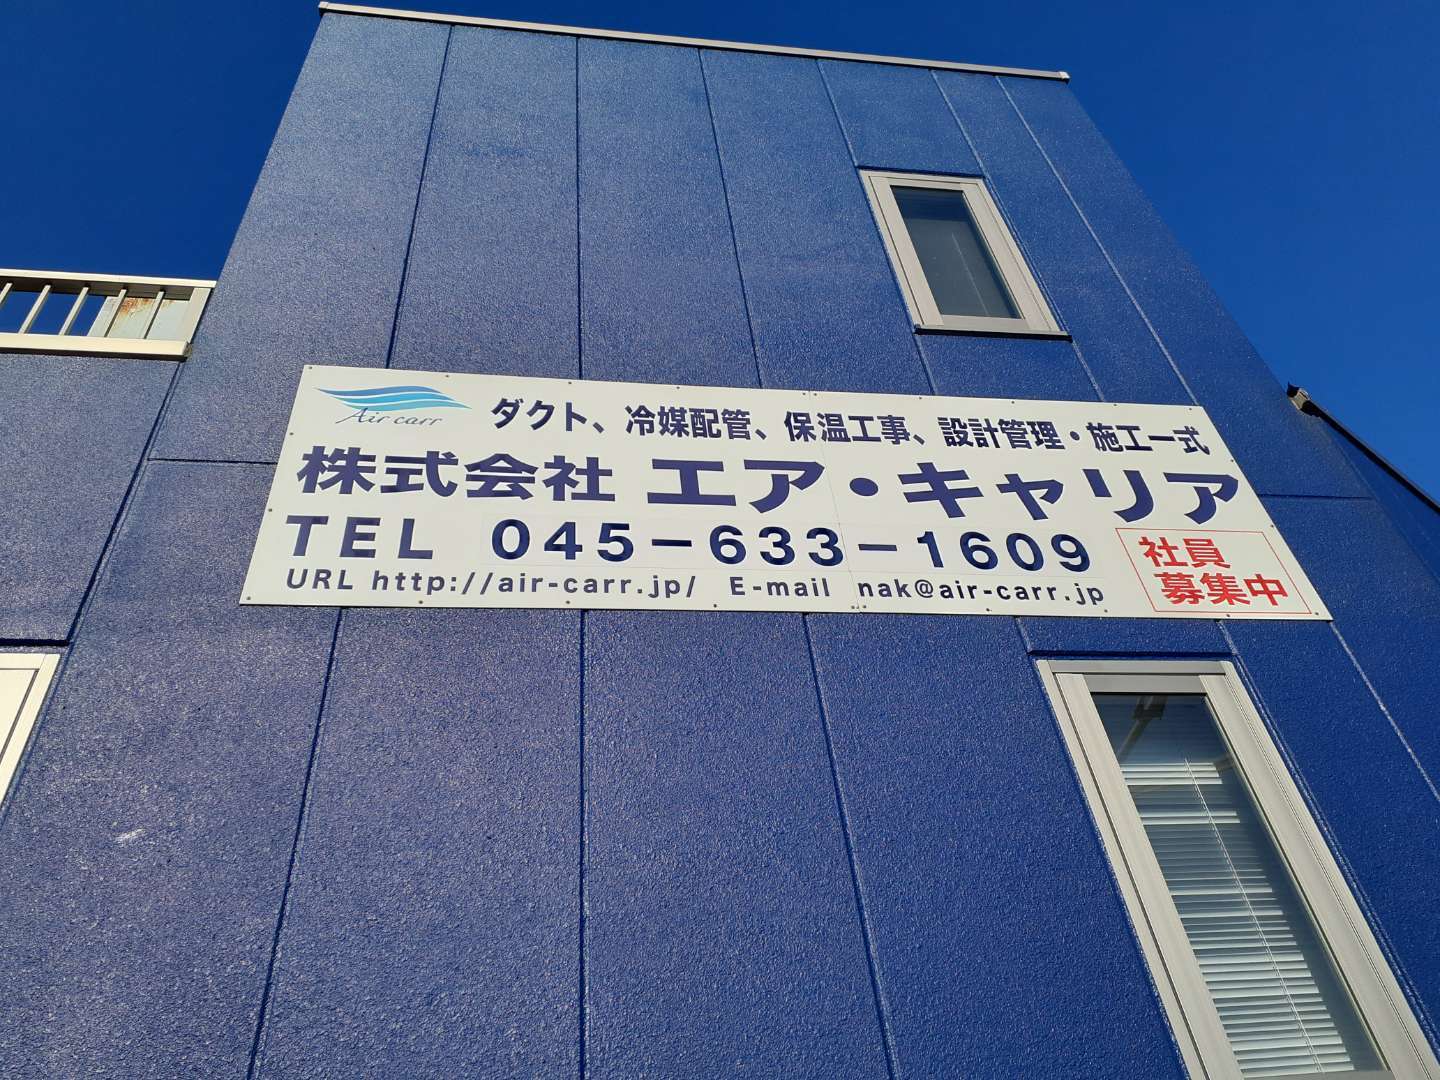 Air carr
ダクト、冷媒配管、保温工事、設計管理・施工一式
株式会社 エア・キャリア
TEL 045-633-1609
URL http://air-carr.jp/ E-mail nak@air-carr.jp
社員
募集中